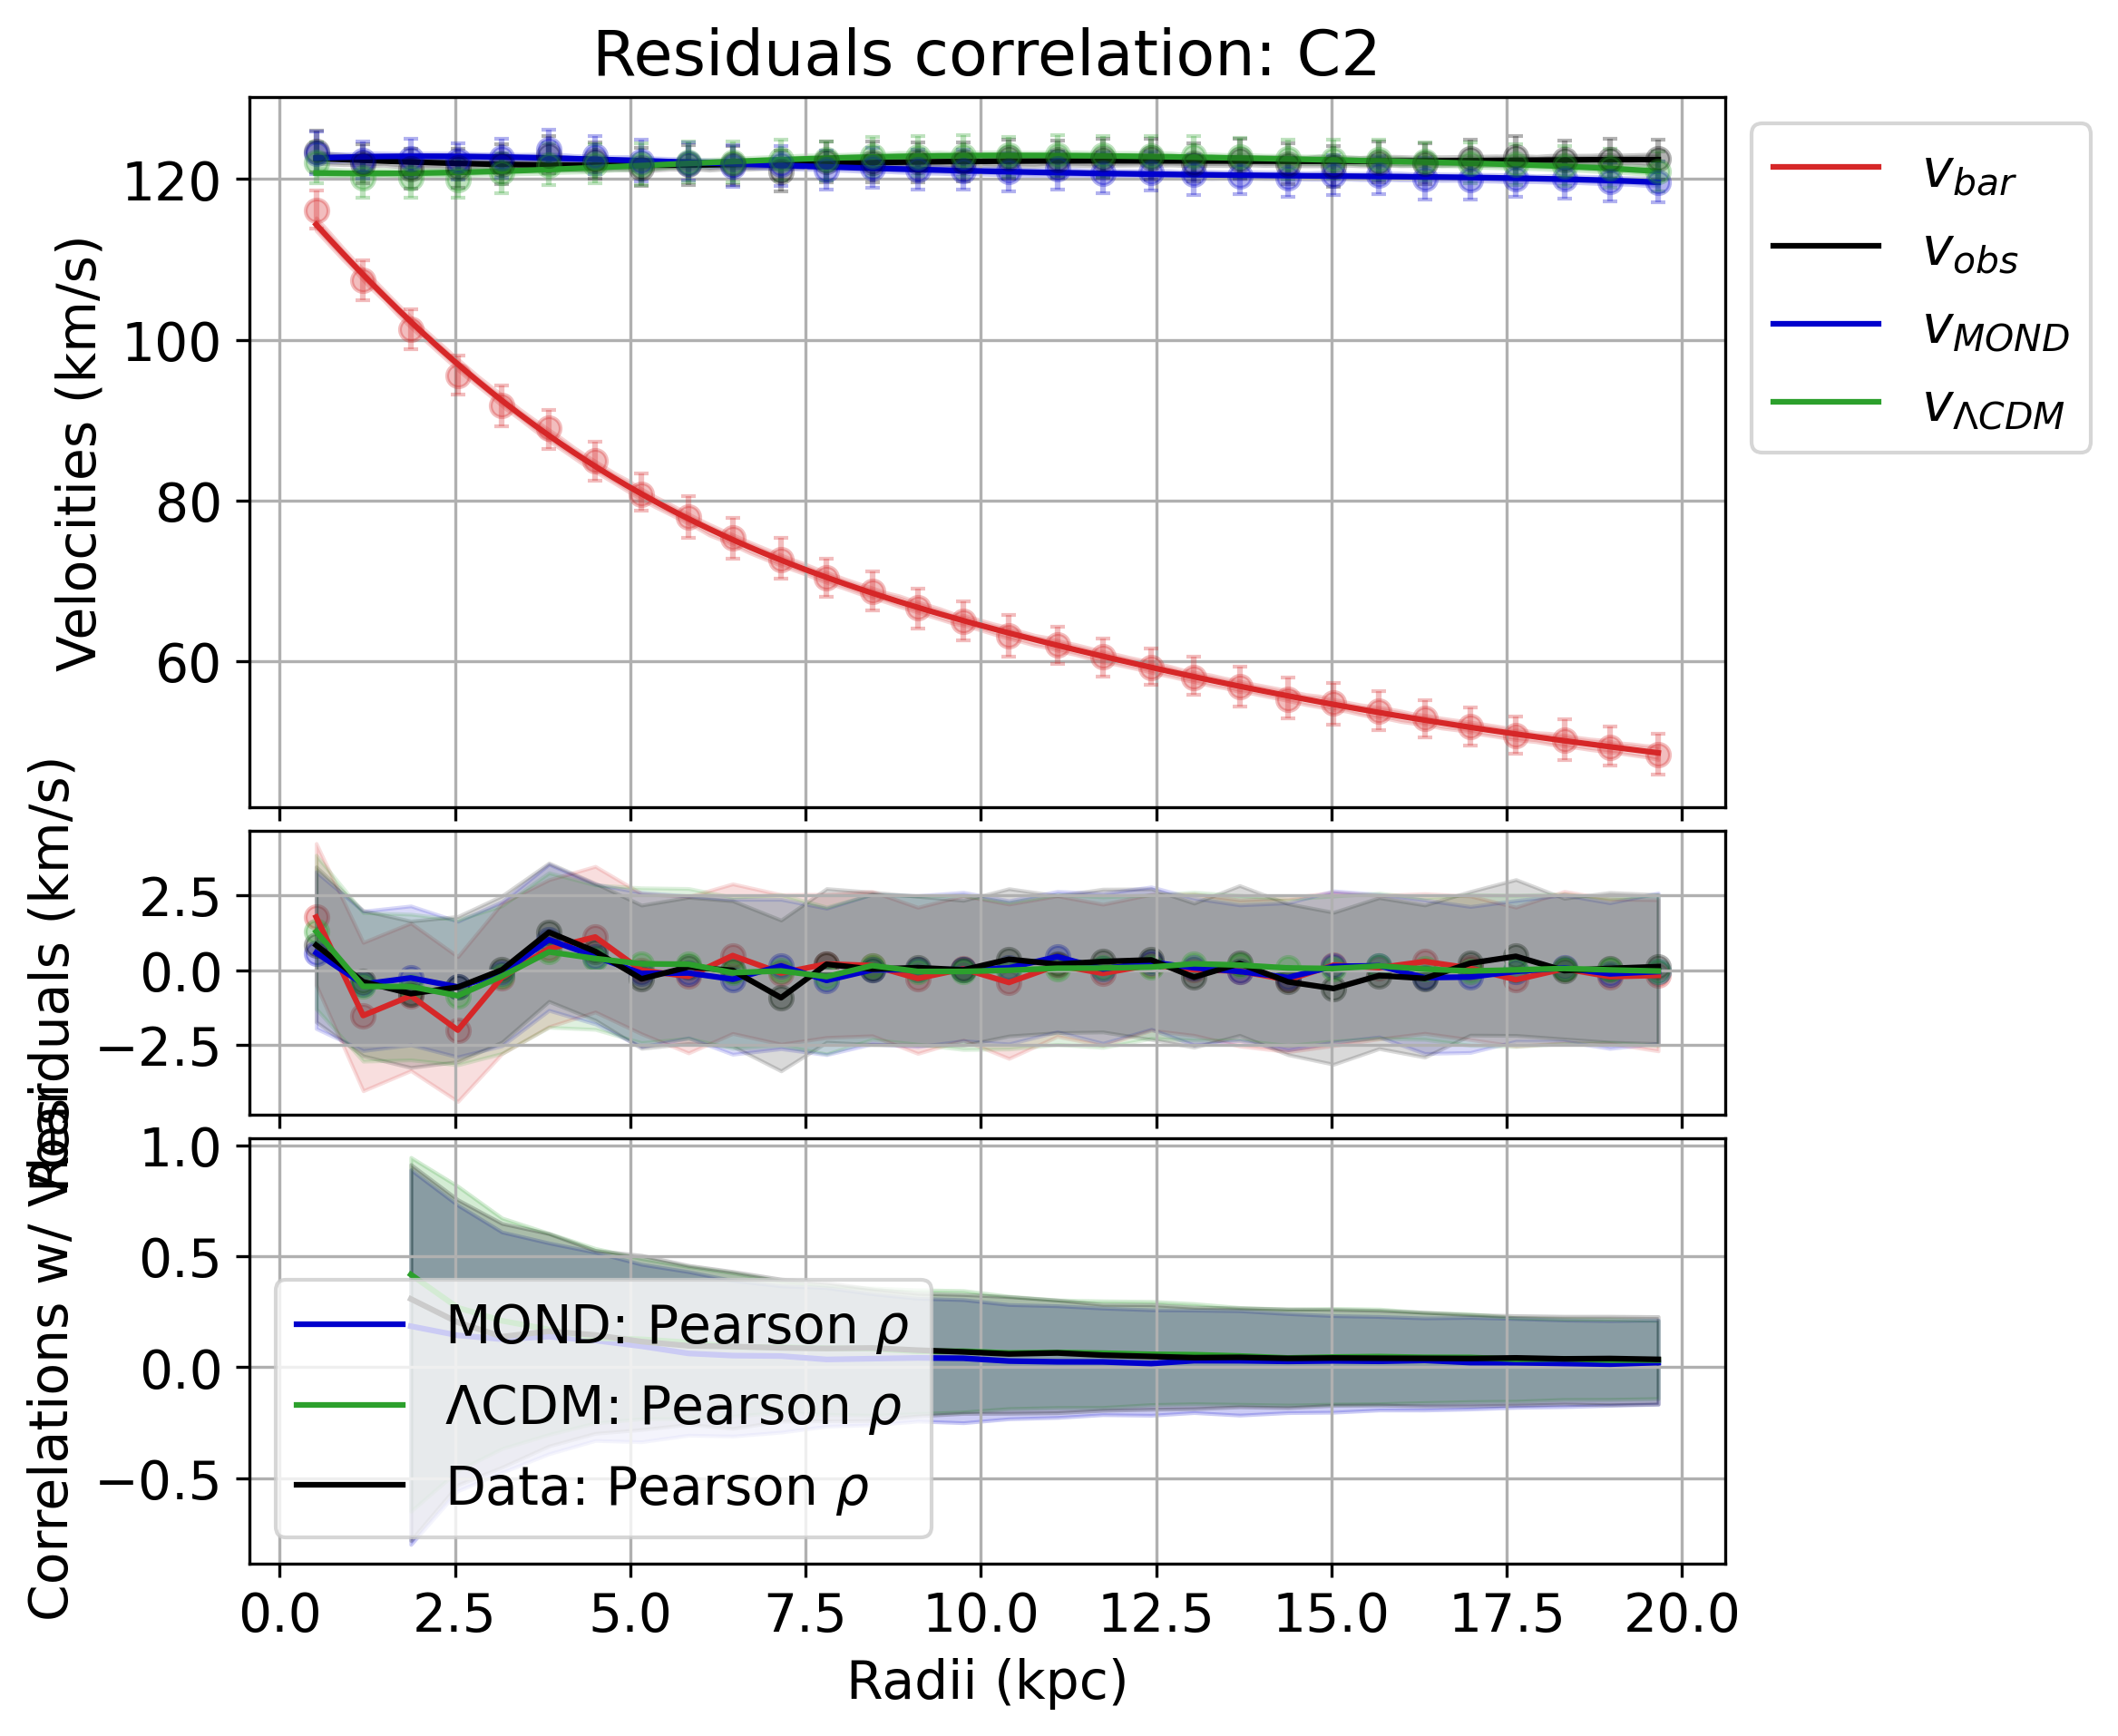 Residuals correlation: C2
Velocities (km/s)
120
100
80
60
v_bar
v_obs
v_MOND
v_ΛCDM
Residuals (km/s)
2.5
0.0
−2.5
Correlations w/ Vbar
1.0
0.5
0.0
−0.5
MOND: Pearson ρ
ΛCDM: Pearson ρ
Data: Pearson ρ
0.0 2.5 5.0 7.5 10.0 12.5 15.0 17.5 20.0
Radii (kpc)